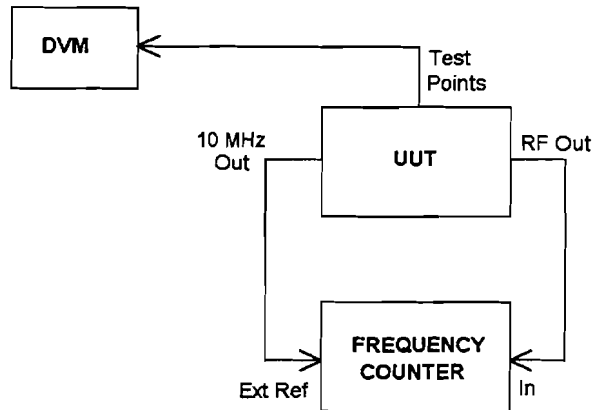 DVM
Test
Points
10 MHz
Out
UUT
RF Out
FREQUENCY
COUNTER
Ext Ref
In